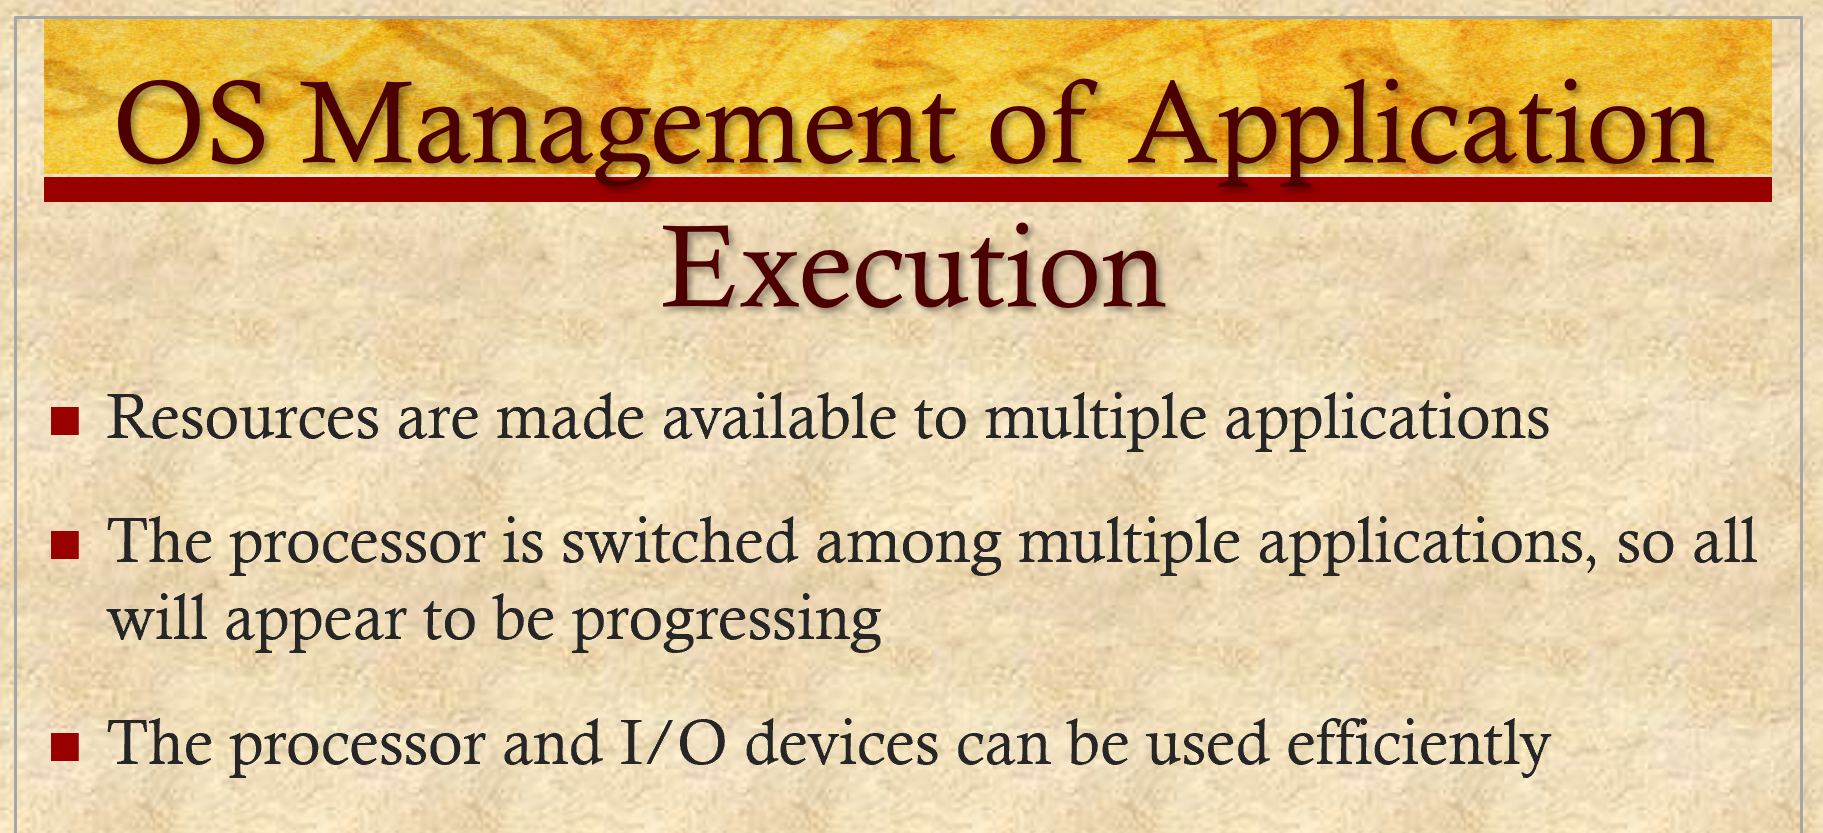 OS Management of Application
Execution
■ Resources are made available to multiple applications
■ The processor is switched among multiple applications, so all
will appear to be progressing
■ The processor and I/O devices can be used efficiently